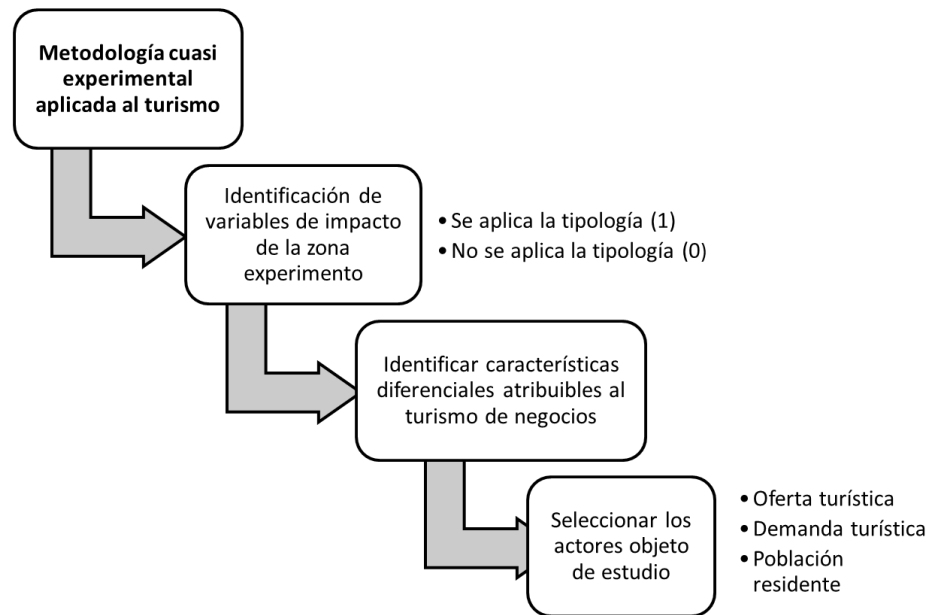 Metodología cuasi
experimental
aplicada al turismo
Identificación de
variables de impacto
de la zona
experimento
• Se aplica la tipología (1)
• No se aplica la tipología (0)
Identificar características
diferenciales atribuibles al
turismo de negocios
Seleccionar los
actores objeto
de estudio
• Oferta turística
• Demanda turística
• Población
residente